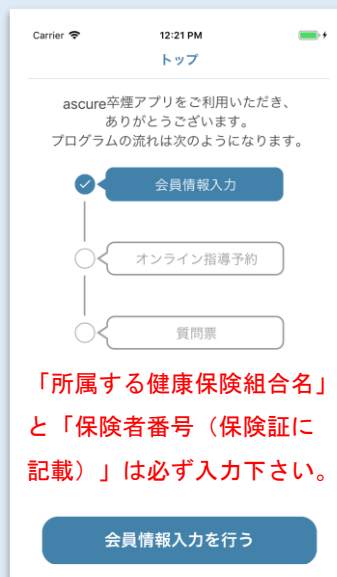 Carrier 12:21 PM
トップ
ascure卒煙アプリをご利用いただき、
ありがとうございます。
プログラムの流れは次のようになります。
会員情報入力
オンライン指導予約
質問票
「所属する健康保険組合名」
と「保険者番号（保険証に
記載）」は必ず入力下さい。
会員情報入力を行う